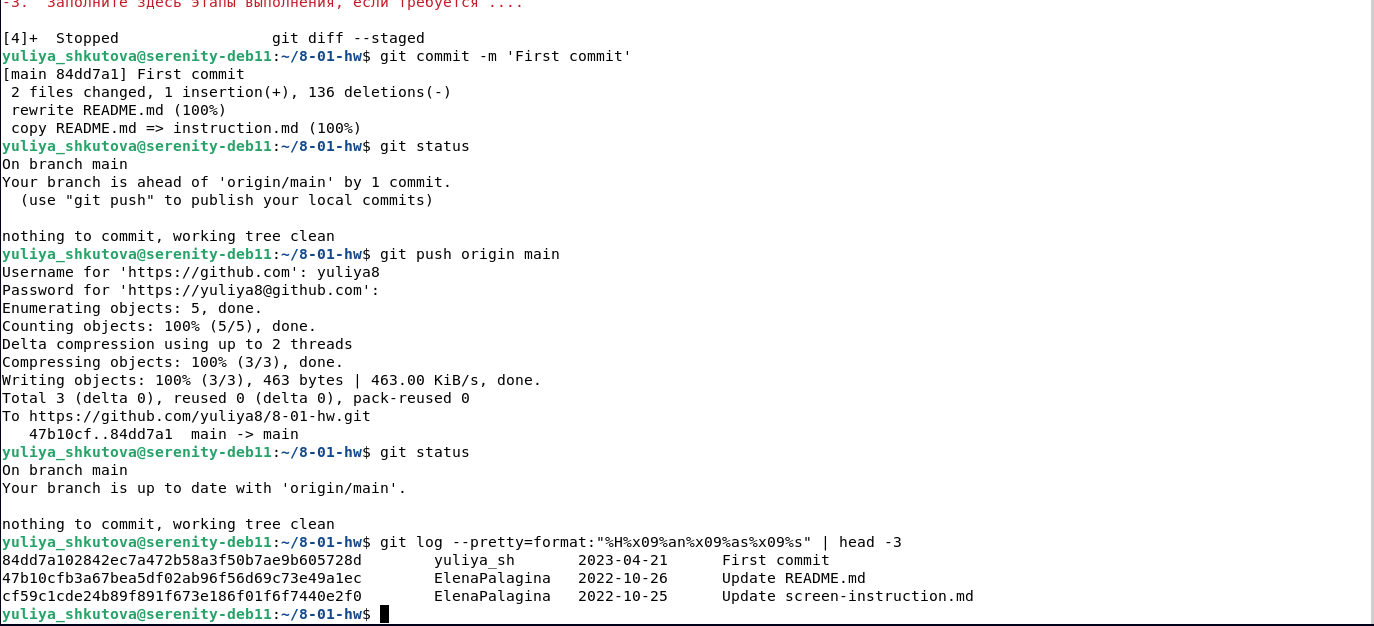 -3.  Заполните здесь этапы выполнения, если требуется ....

[4]+  Stopped                 git diff --staged
yuliya_shkutova@serenity-deb11:~/8-01-hw$ git commit -m 'First commit'
[main 84dd7a1] First commit
 2 files changed, 1 insertion(+), 136 deletions(-)
 rewrite README.md (100%)
 copy README.md => instruction.md (100%)
yuliya_shkutova@serenity-deb11:~/8-01-hw$ git status
On branch main
Your branch is ahead of 'origin/main' by 1 commit.
  (use "git push" to publish your local commits)

nothing to commit, working tree clean
yuliya_shkutova@serenity-deb11:~/8-01-hw$ git push origin main
Username for 'https://github.com': yuliya8
Password for 'https://yuliya8@github.com':
Enumerating objects: 5, done.
Counting objects: 100% (5/5), done.
Delta compression using up to 2 threads
Compressing objects: 100% (3/3), done.
Writing objects: 100% (3/3), 463 bytes | 463.00 KiB/s, done.
Total 3 (delta 0), reused 0 (delta 0), pack-reused 0
To https://github.com/yuliya8/8-01-hw.git
   47b10cf..84dd7a1  main -> main
yuliya_shkutova@serenity-deb11:~/8-01-hw$ git status
On branch main
Your branch is up to date with 'origin/main'.

nothing to commit, working tree clean
yuliya_shkutova@serenity-deb11:~/8-01-hw$ git log --pretty=format:"%H%x09%an%x09%as%x09%s" | head -3
84dd7a102842ec7a472b58a3f50b7ae9b605728d        yuliya_sh       2023-04-21      First commit
47b10cfb3a67bea5df02ab96f56d69c73e49a1ec        ElenaPalagina   2022-10-26      Update README.md
cf59c1cde24b89f891f673e186f01f6f7440e2f0        ElenaPalagina   2022-10-25      Update screen-instruction.md
yuliya_shkutova@serenity-deb11:~/8-01-hw$